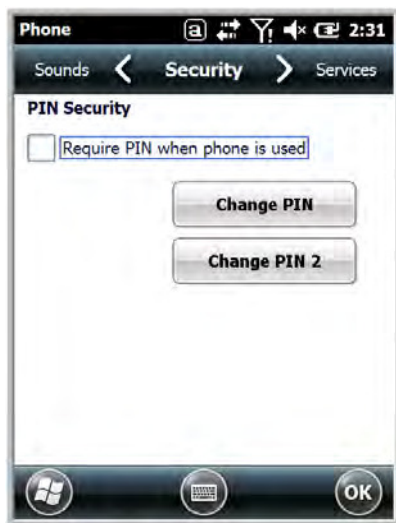 Phone a 2:31
Sounds Security Services
PIN Security
Require PIN when phone is used
Change PIN
Change PIN 2
OK